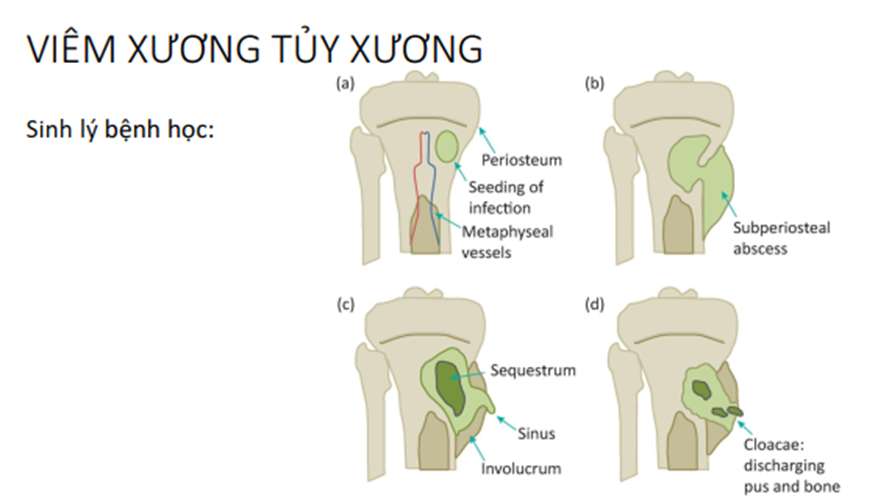 VIÊM XƯƠNG TỦY XƯƠNG
Sinh lý bệnh học:
(a)
Periosteum
Seeding of
infection
Metaphyseal
vessels
(b)
Subperiosteal
abscess
(c)
Sequestrum
Sinus
Involucrum
(d)
Cloacae:
discharging
pus and bone